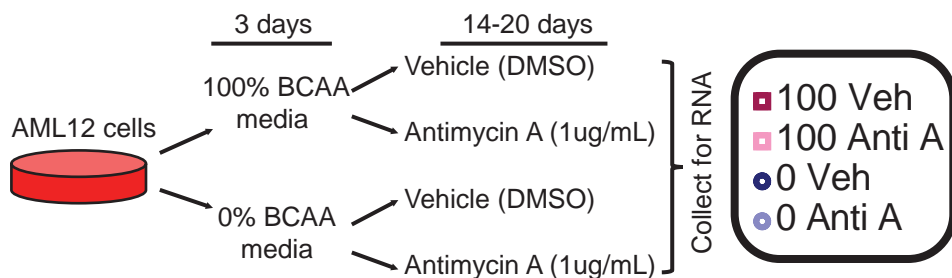 3 days
14-20 days
AML12 cells
100% BCAA
media
0% BCAA
media
Vehicle (DMSO)
Antimycin A (1ug/mL)
Vehicle (DMSO)
Antimycin A (1ug/mL)
Collect for RNA
100 Veh
100 Anti A
0 Veh
0 Anti A